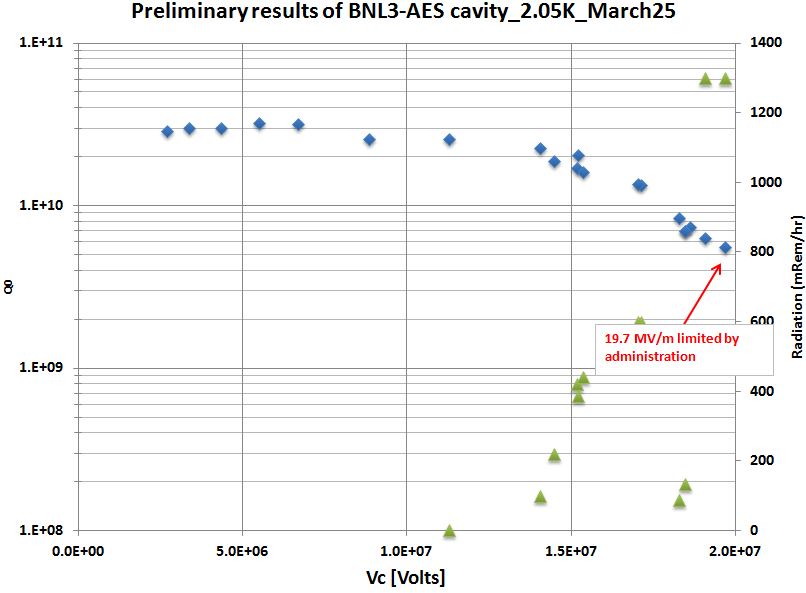 Preliminary results of BNL3-AES cavity_2.05K_March25
1.E+11
1.E+10
1.E+09
1.E+08
Q0
1400
1200
1000
800
600
400
200
0
Radiation (mRem/hr)
19.7 MV/m limited by
administration
0.0E+00
5.0E+06
1.0E+07
1.5E+07
2.0E+07
Vc [Volts]